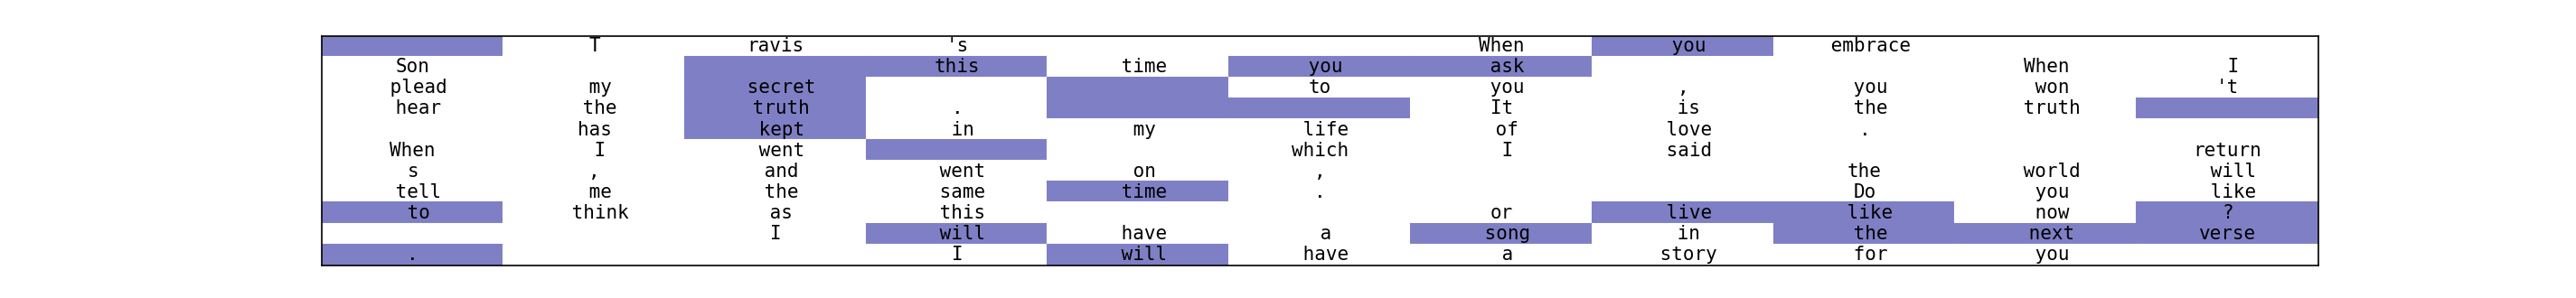 T ravis 's When you embrace
Son this time you ask When I
plead my secret to you , you won 't
hear the truth . It is the truth
has kept in my life of love .
When I went which I said return
s , and went on , the world will
tell me the same time . Do you like
to think as this or live like now ?
I will have a song in the next verse
. I will have a story for you